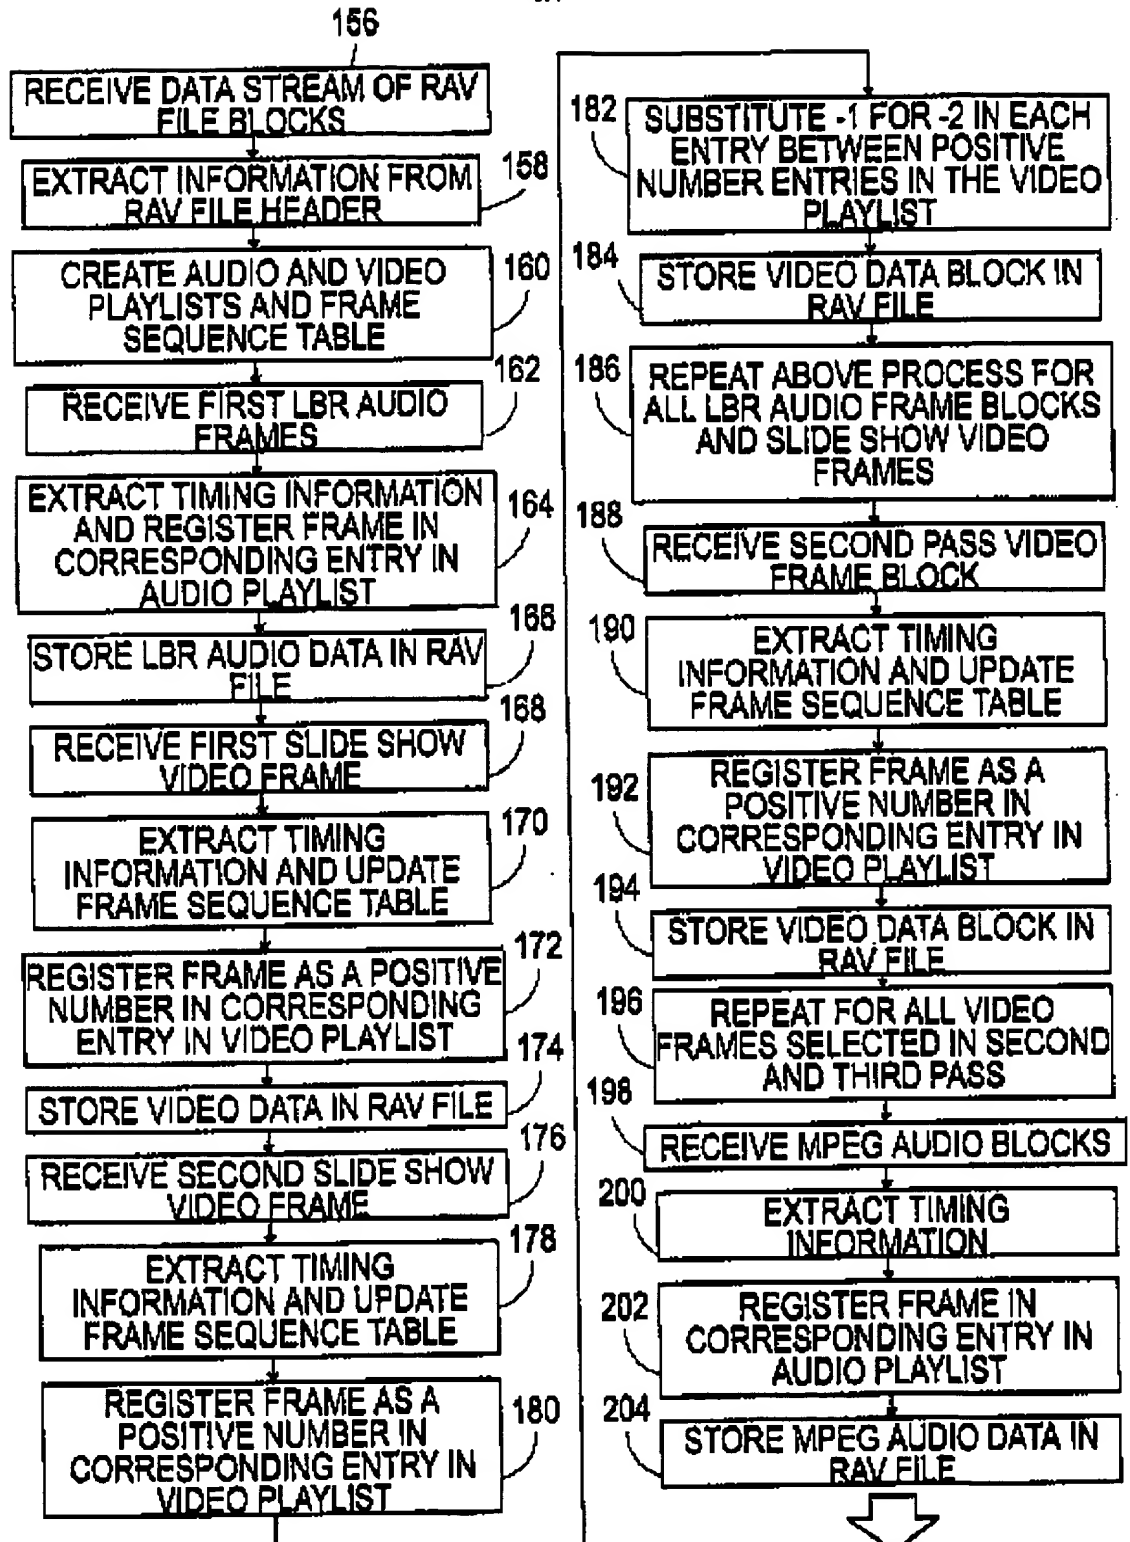 156
RECEIVE DATA STREAM OF RAV
FILE BLOCKS
EXTRACT INFORMATION FROM
RAV FILE HEADER
158
CREATE AUDIO AND VIDEO
PLAYLISTS AND FRAME
SEQUENCE TABLE
160
RECEIVE FIRST LBR AUDIO
FRAMES
162
EXTRACT TIMING INFORMATION
AND REGISTER FRAME IN
CORRESPONDING ENTRY IN
AUDIO PLAYLIST
164
STORE LBR AUDIO DATA IN RAV
FILE
168
RECEIVE FIRST SLIDE SHOW
VIDEO FRAME
168
EXTRACT TIMING
INFORMATION AND UPDATE
FRAME SEQUENCE TABLE
170
REGISTER FRAME AS A POSITIVE
NUMBER IN CORRESPONDING
ENTRY IN VIDEO PLAYLIST
172
STORE VIDEO DATA IN RAV FILE
174
RECEIVE SECOND SLIDE SHOW
VIDEO FRAME
176
EXTRACT TIMING
INFORMATION AND UPDATE
FRAME SEQUENCE TABLE
178
REGISTER FRAME AS A
POSITIVE NUMBER IN
CORRESPONDING ENTRY IN
VIDEO PLAYLIST
180
182
SUBSTITUTE -1 FOR -2 IN EACH
ENTRY BETWEEN POSITIVE
NUMBER ENTRIES IN THE VIDEO
PLAYLIST
184
STORE VIDEO DATA BLOCK IN
RAV FILE
186
REPEAT ABOVE PROCESS FOR
ALL LBR AUDIO FRAME BLOCKS
AND SLIDE SHOW VIDEO
FRAMES
188
RECEIVE SECOND PASS VIDEO
FRAME BLOCK
190
EXTRACT TIMING
INFORMATION AND UPDATE
FRAME SEQUENCE TABLE
192
REGISTER FRAME AS A
POSITIVE NUMBER IN
CORRESPONDING ENTRY IN
VIDEO PLAYLIST
194
STORE VIDEO DATA BLOCK IN
RAV FILE
196
REPEAT FOR ALL VIDEO
FRAMES SELECTED IN SECOND
AND THIRD PASS
198
RECEIVE MPEG AUDIO BLOCKS
200
EXTRACT TIMING
INFORMATION
202
REGISTER FRAME IN
CORRESPONDING ENTRY IN
AUDIO PLAYLIST
204
STORE MPEG AUDIO DATA IN
RAV FILE